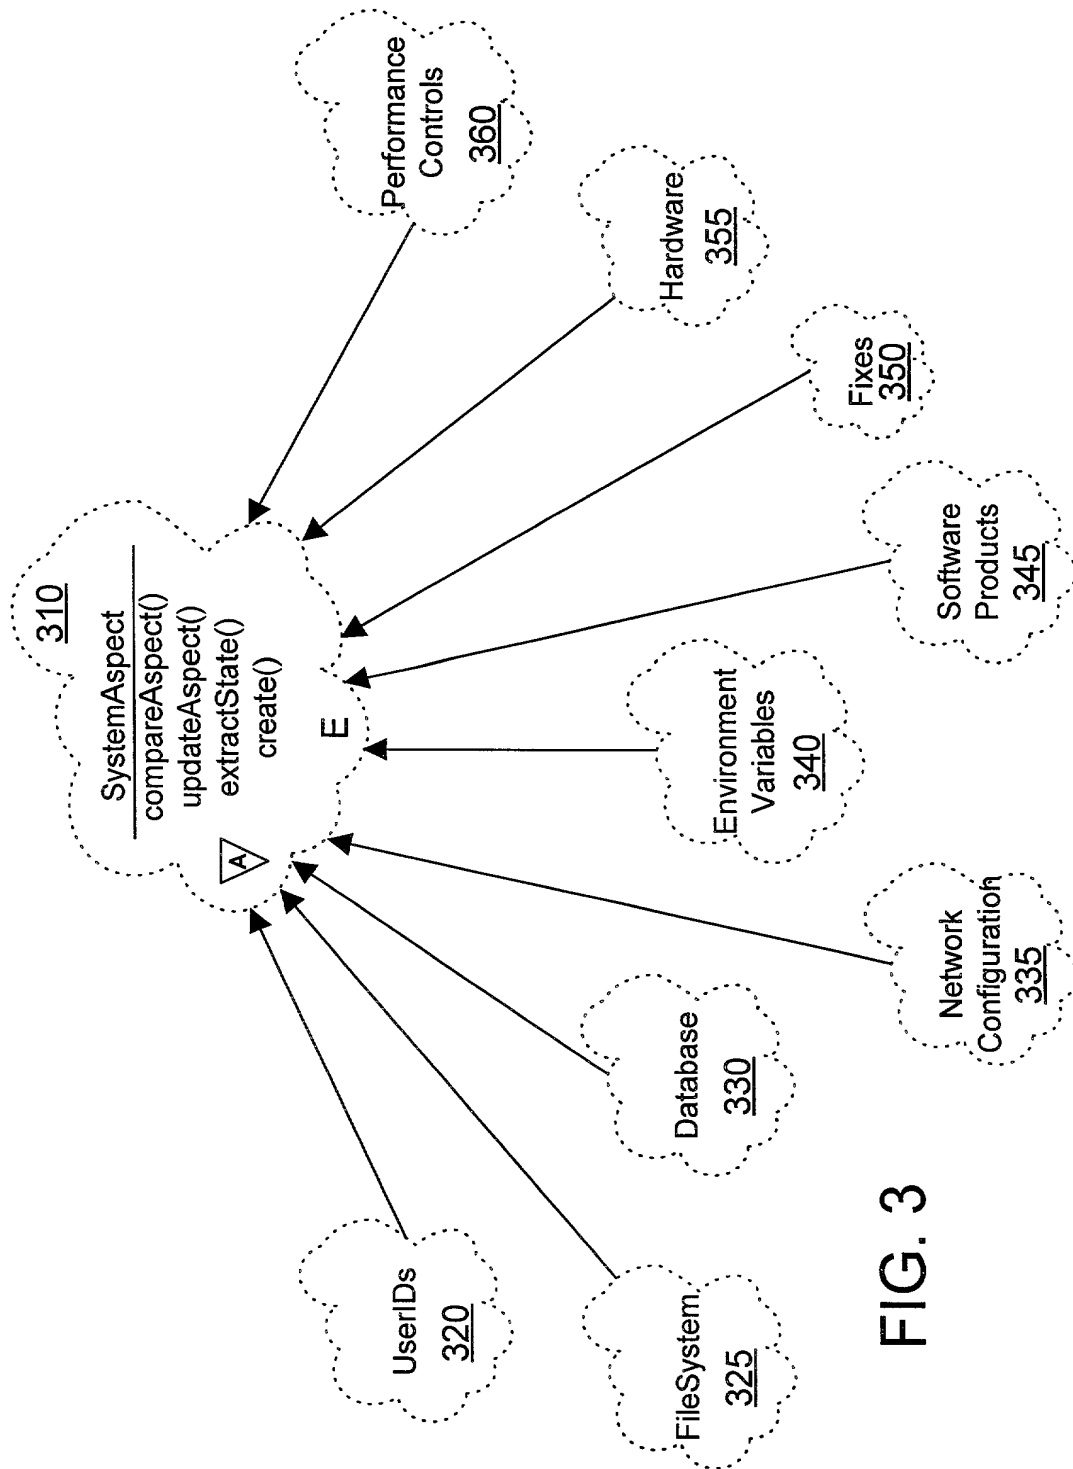 310
SystemAspect
compareAspect()
updateAspect()
extractState()
create()
A
E
UserIDs
320
FileSystem
325
Database
330
Network
Configuration
335
Environment
Variables
340
Software
Products
345
Fixes
350
Hardware
355
Performance
Controls
360
FIG. 3